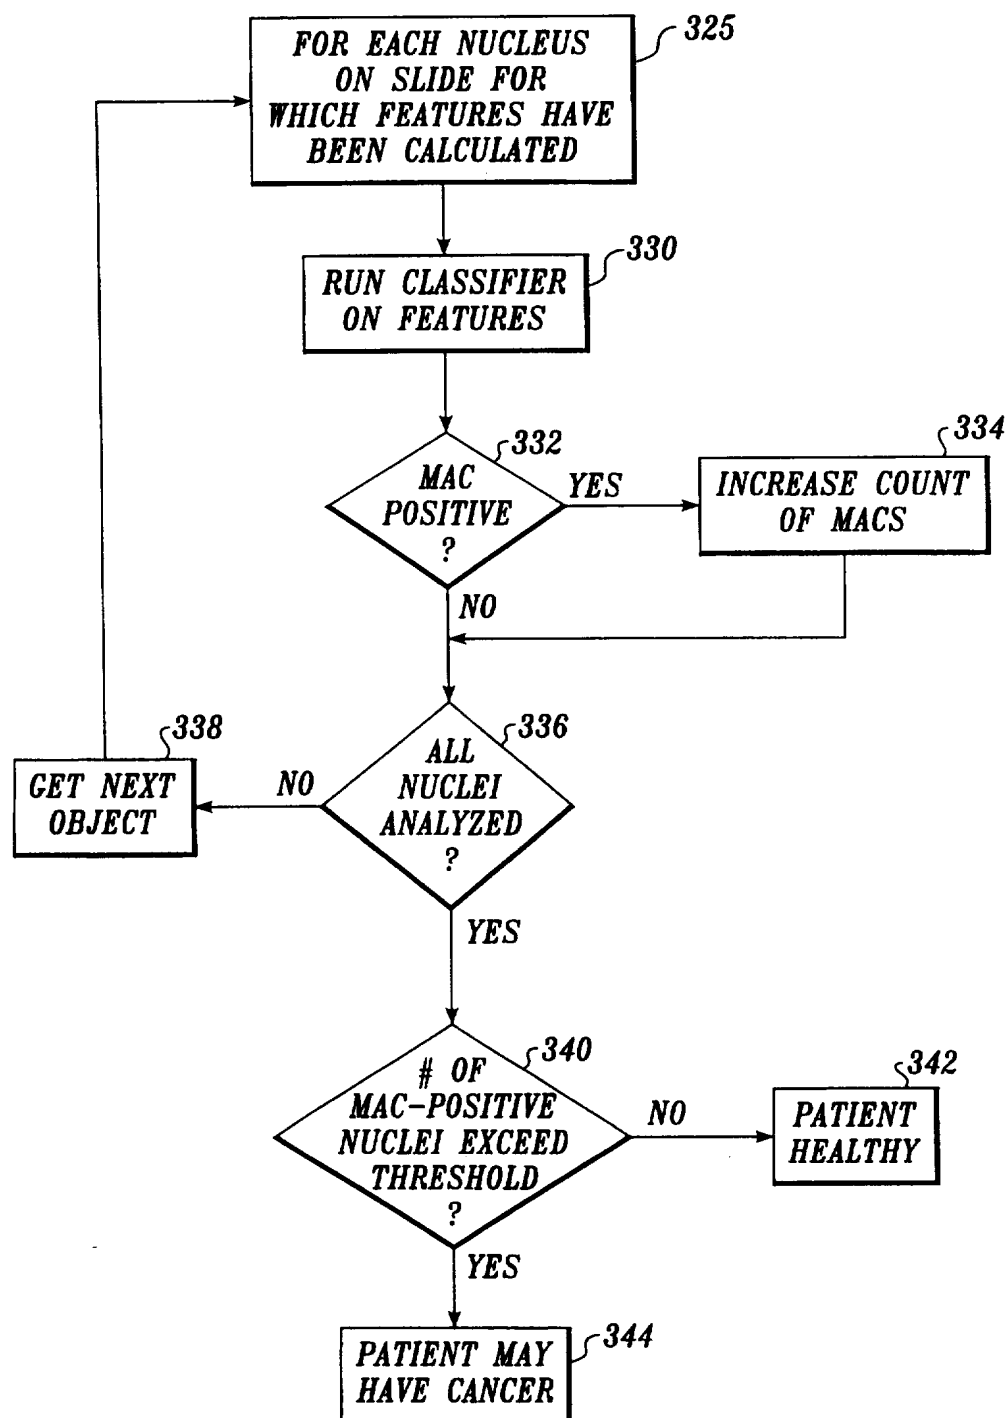 FOR EACH NUCLEUS
ON SLIDE FOR
WHICH FEATURES HAVE
BEEN CALCULATED
325
RUN CLASSIFIER
ON FEATURES
330
MAC
POSITIVE
?
332
YES
INCREASE COUNT
OF MACS
334
NO
ALL
NUCLEI
ANALYZED
?
336
NO
GET NEXT
OBJECT
338
YES
# OF
MAC-POSITIVE
NUCLEI EXCEED
THRESHOLD
?
340
NO
PATIENT
HEALTHY
342
YES
PATIENT MAY
HAVE CANCER
344